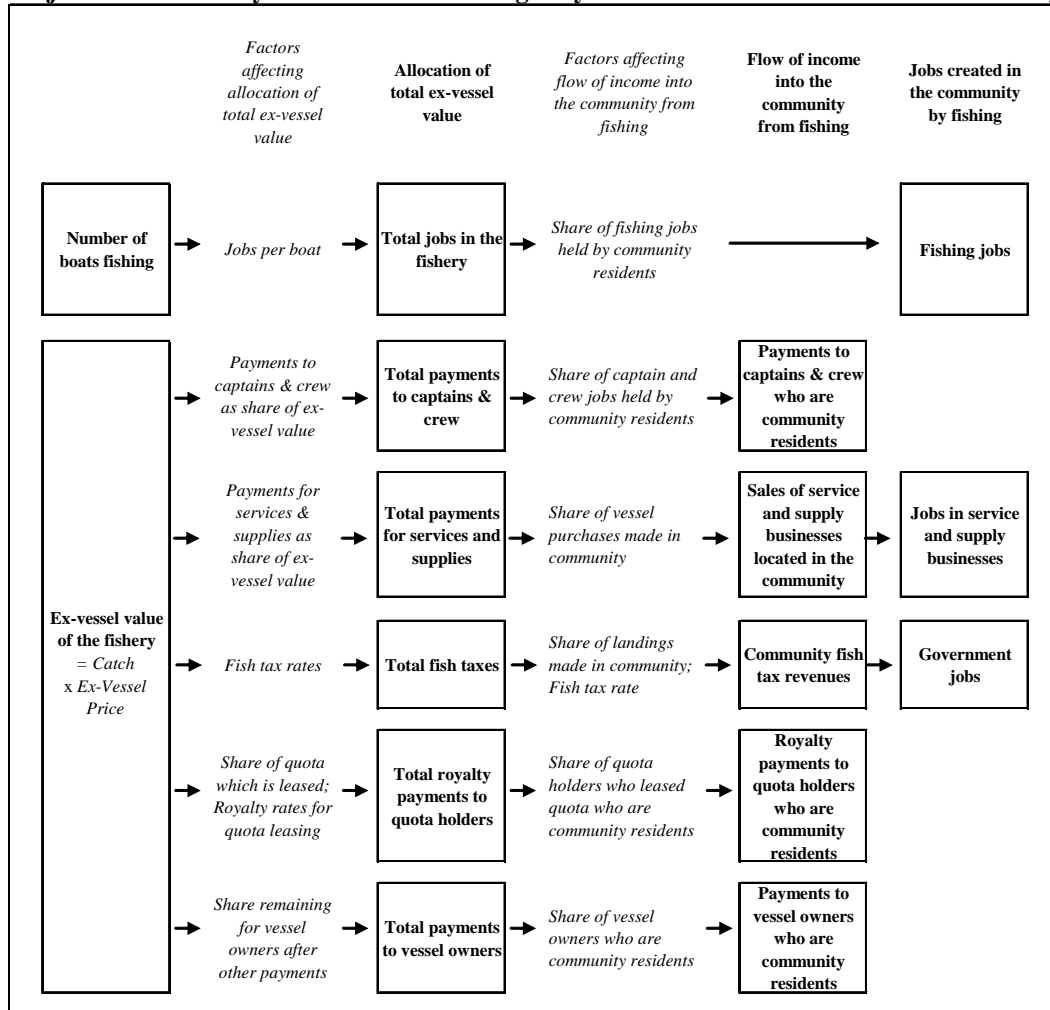 Factors
affecting
allocation of
total ex-vessel
value
Allocation of
total ex-vessel
value
Factors affecting
flow of income into
the community from
fishing
Flow of income
into the
community
from fishing
Jobs created in
the community
by fishing
Number of
boats fishing
Jobs per boat
Total jobs in the
fishery
Share of fishing jobs
held by community
residents
Fishing jobs
Ex-vessel value
of the fishery
= Catch
x Ex-Vessel
Price
Payments to
captains & crew
as share of ex-
vessel value
Total payments
to captains &
crew
Share of captain and
crew jobs held by
community residents
Payments to
captains & crew
who are
community
residents
Payments for
services &
supplies as
share of ex-
vessel value
Total payments
for services and
supplies
Share of vessel
purchases made in
community
Sales of service
and supply
businesses
located in the
community
Jobs in service
and supply
businesses
Fish tax rates
Total fish taxes
Share of landings
made in community;
Fish tax rate
Community fish
tax revenues
Government
jobs
Share of quota
which is leased;
Royalty rates for
quota leasing
Total royalty
payments to
quota holders
Share of quota
holders who leased
quota who are
community residents
Royalty
payments to
quota holders
who are
community
residents
Share remaining
for vessel
owners after
other payments
Total payments
to vessel owners
Share of vessel
owners who are
community residents
Payments to
vessel owners
who are
community
residents